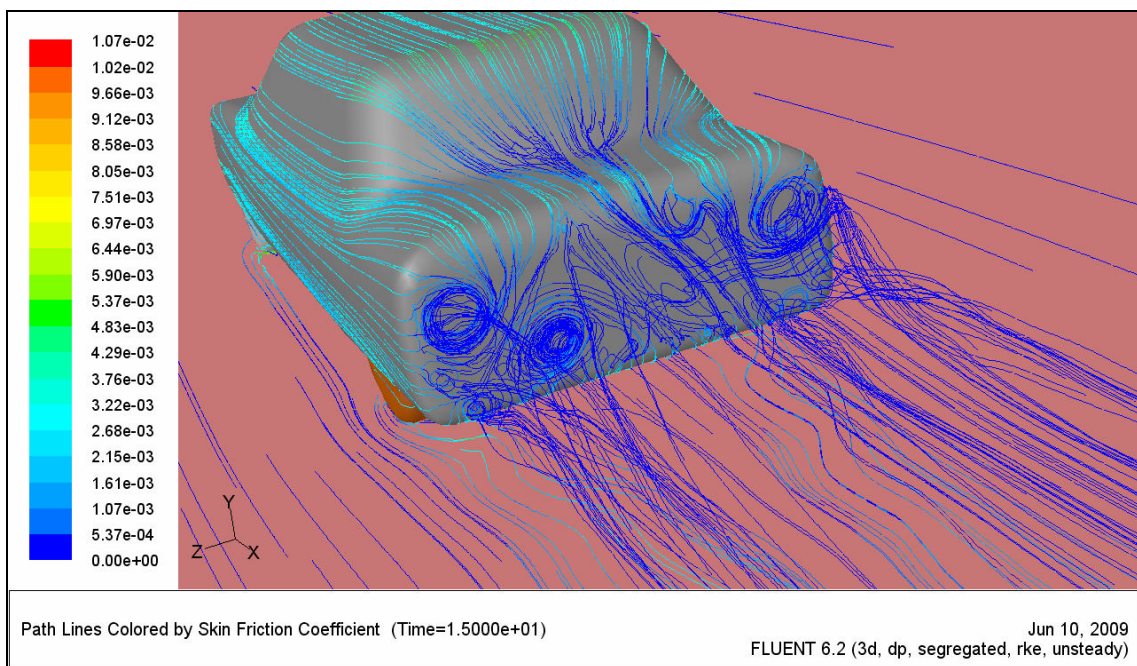 1.07e-02
1.02e-02
9.66e-03
9.12e-03
8.58e-03
8.05e-03
7.51e-03
6.97e-03
6.44e-03
5.90e-03
5.37e-03
4.83e-03
4.29e-03
3.76e-03
3.22e-03
2.68e-03
2.15e-03
1.61e-03
1.07e-03
5.37e-04
0.00e+00
Y
Z X
Path Lines Colored by Skin Friction Coefficient (Time=1.5000e+01)
Jun 10, 2009
FLUENT 6.2 (3d, dp, segregated, rke, unsteady)